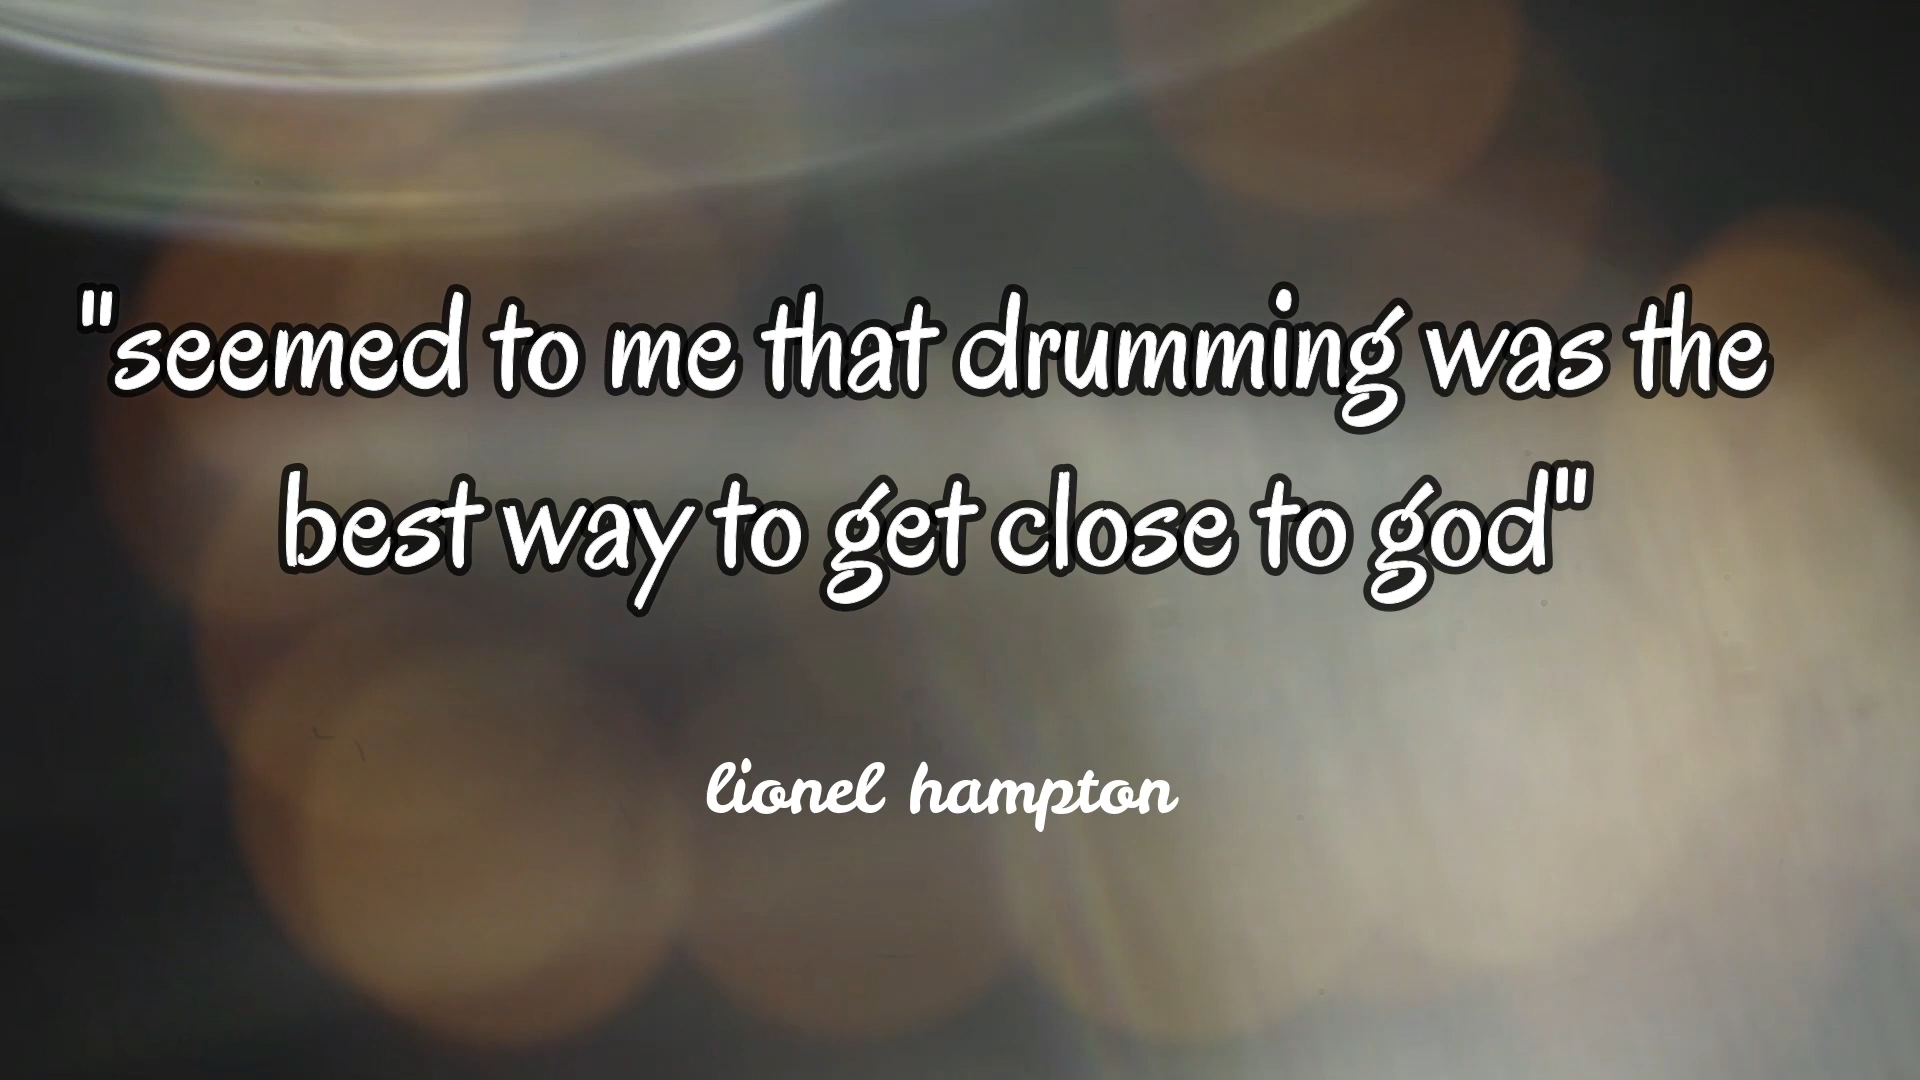 "seemed to me that drumming was the
best way to get close to god"
lionel hampton